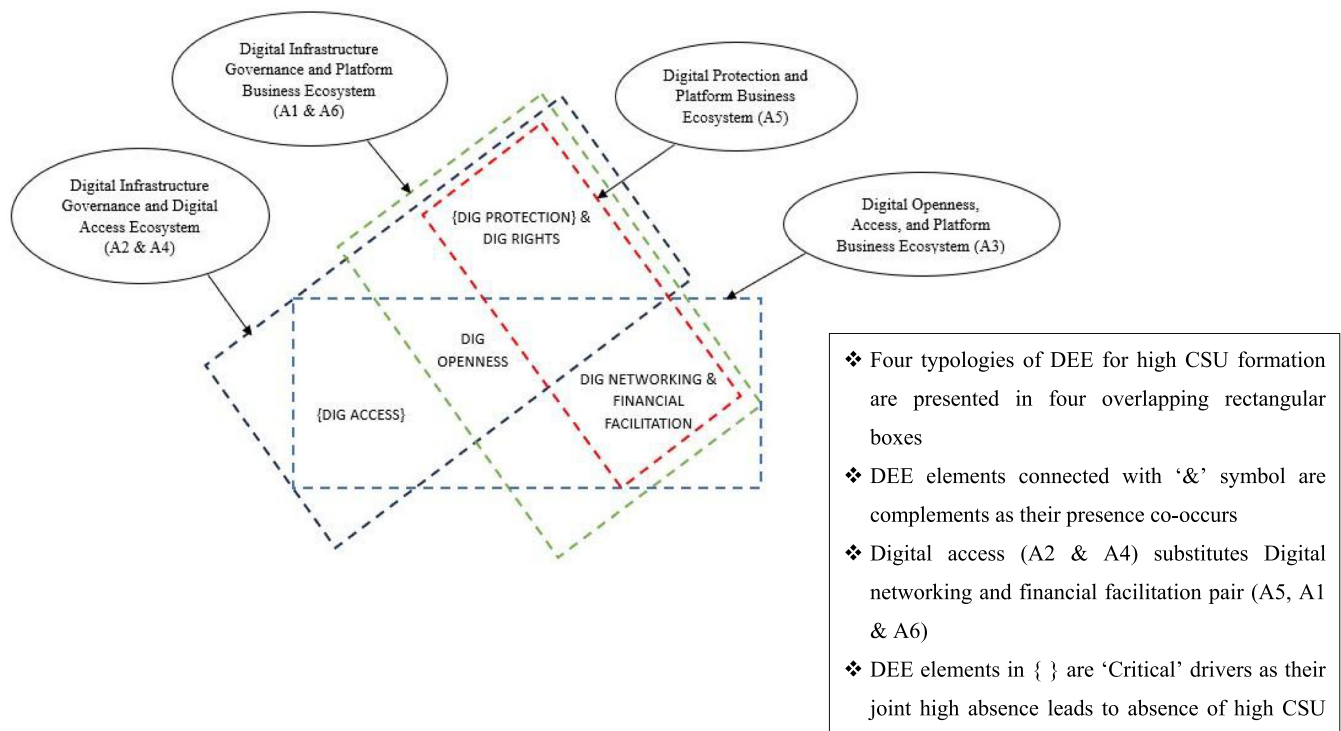 Digital Infrastructure
Governance and Platform
Business Ecosystem
(A1 & A6)
Digital Protection and
Platform Business
Ecosystem (A5)
Digital Infrastructure
Governance and Digital
Access Ecosystem
(A2 & A4)
Digital Openness,
Access, and Platform
Business Ecosystem (A3)
{DIG PROTECTION} &
DIG RIGHTS
DIG
OPENNESS
DIG NETWORKING &
FINANCIAL
FACILITATION
{DIG ACCESS}
❖ Four typologies of DEE for high CSU formation
are presented in four overlapping rectangular
boxes
❖ DEE elements connected with ‘&’ symbol are
complements as their presence co-occurs
❖ Digital access (A2 & A4) substitutes Digital
networking and financial facilitation pair (A5, A1
& A6)
❖ DEE elements in { } are ‘Critical’ drivers as their
joint high absence leads to absence of high CSU